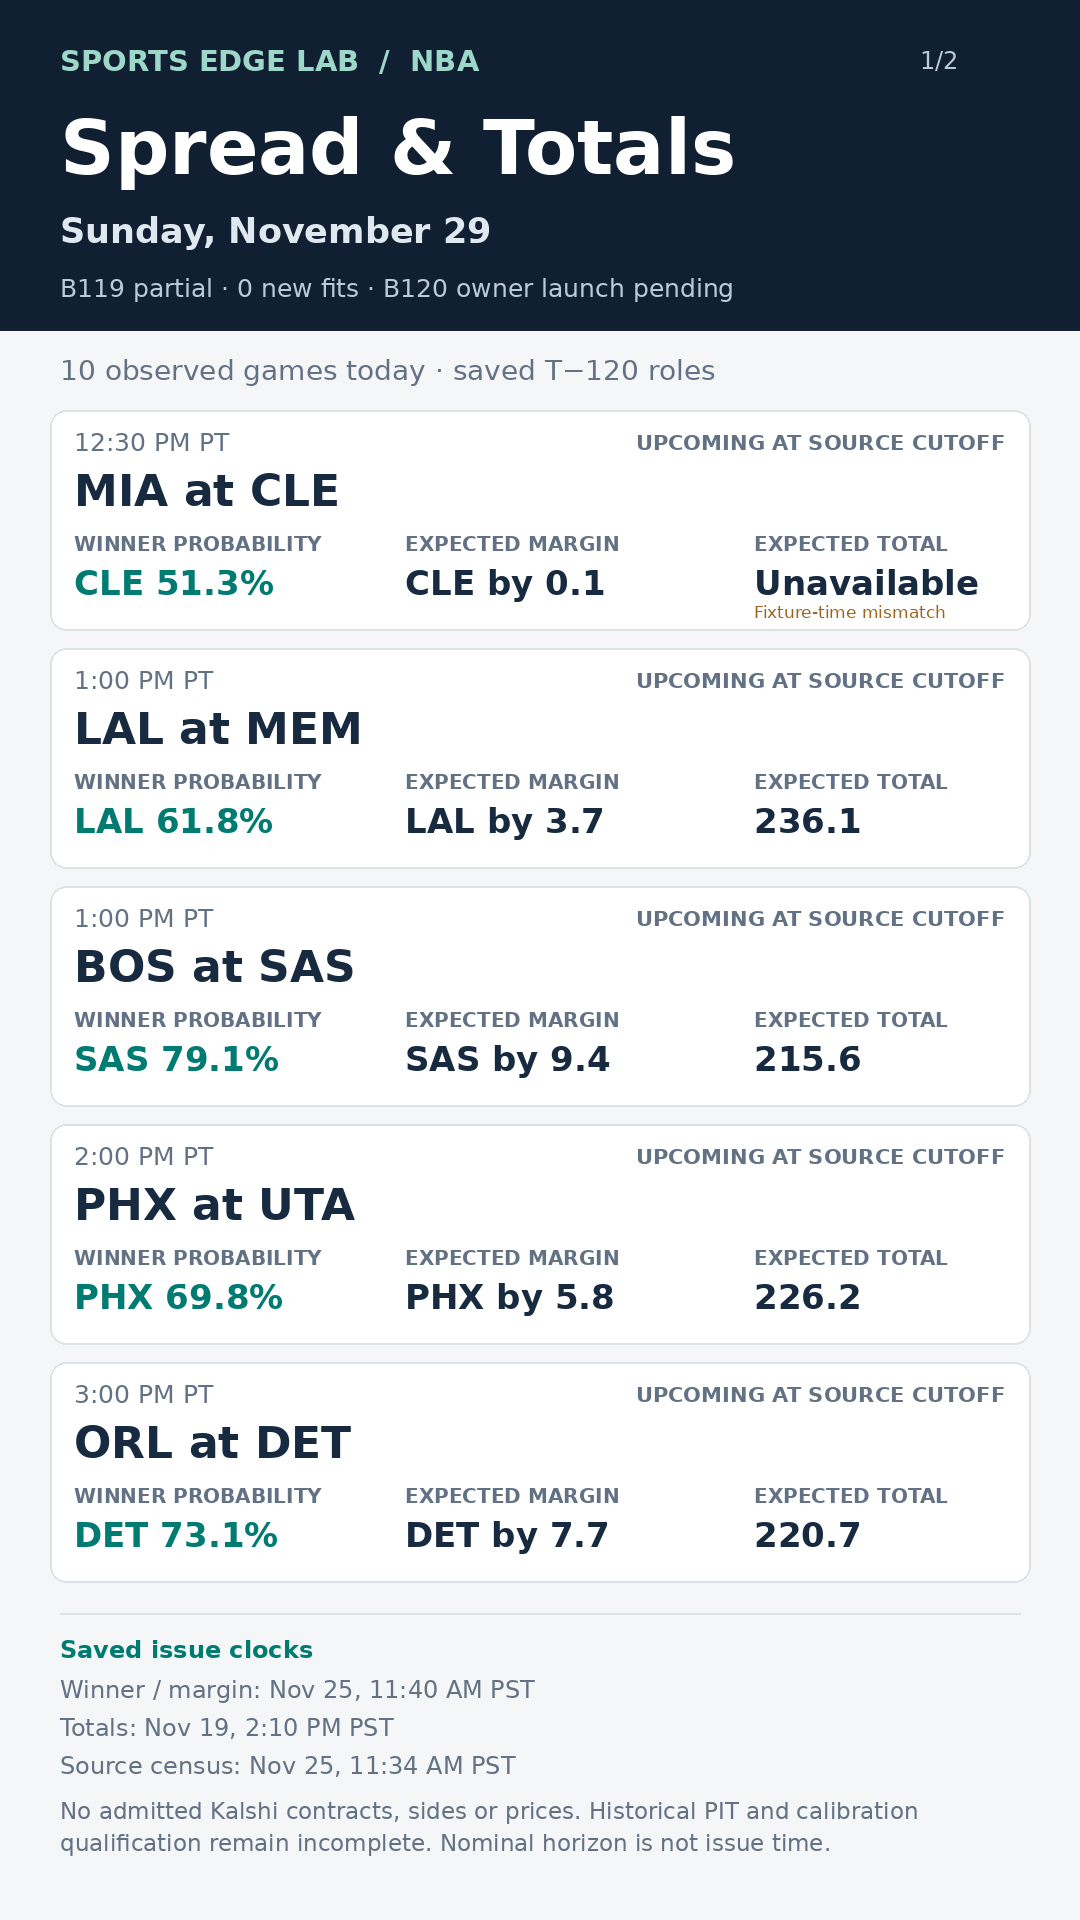 SPORTS EDGE LAB / NBA 1/2
Spread & Totals
Sunday, November 29
B119 partial · 0 new fits · B120 owner launch pending
10 observed games today · saved T−120 roles
12:30 PM PT UPCOMING AT SOURCE CUTOFF
MIA at CLE
WINNER PROBABILITY EXPECTED MARGIN EXPECTED TOTAL
CLE 51.3% CLE by 0.1 Unavailable
Fixture-time mismatch
1:00 PM PT UPCOMING AT SOURCE CUTOFF
LAL at MEM
WINNER PROBABILITY EXPECTED MARGIN EXPECTED TOTAL
LAL 61.8% LAL by 3.7 236.1
1:00 PM PT UPCOMING AT SOURCE CUTOFF
BOS at SAS
WINNER PROBABILITY EXPECTED MARGIN EXPECTED TOTAL
SAS 79.1% SAS by 9.4 215.6
2:00 PM PT UPCOMING AT SOURCE CUTOFF
PHX at UTA
WINNER PROBABILITY EXPECTED MARGIN EXPECTED TOTAL
PHX 69.8% PHX by 5.8 226.2
3:00 PM PT UPCOMING AT SOURCE CUTOFF
ORL at DET
WINNER PROBABILITY EXPECTED MARGIN EXPECTED TOTAL
DET 73.1% DET by 7.7 220.7
Saved issue clocks
Winner / margin: Nov 25, 11:40 AM PST
Totals: Nov 19, 2:10 PM PST
Source census: Nov 25, 11:34 AM PST
No admitted Kalshi contracts, sides or prices. Historical PIT and calibration
qualification remain incomplete. Nominal horizon is not issue time.